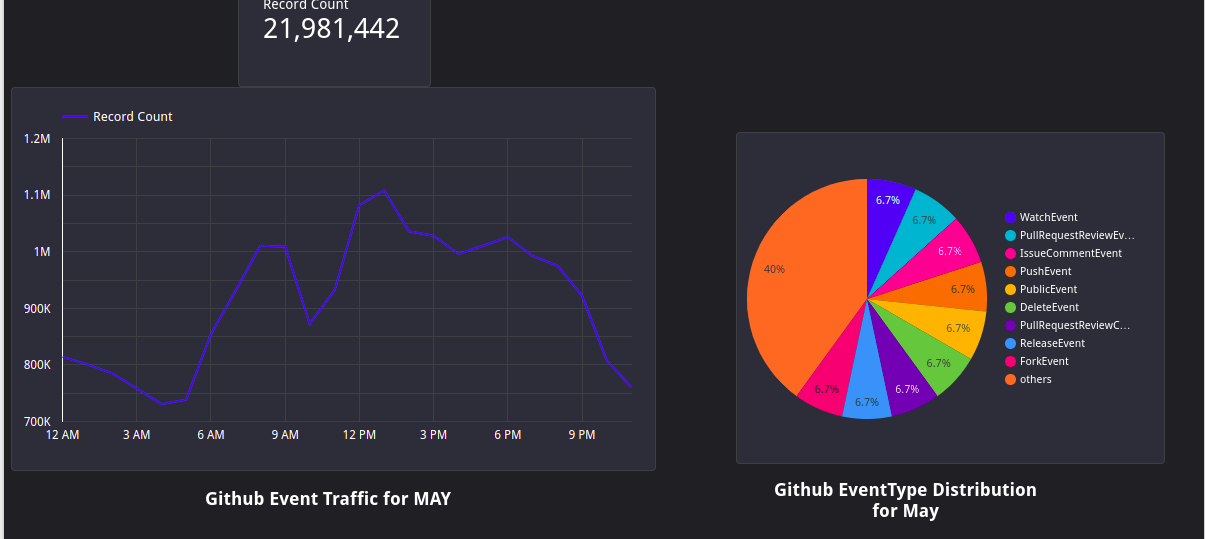 Record Count
21,981,442
Record Count
1.2M
1.1M
1M
900K
800K
700K
12 AM
3 AM
6 AM
9 AM
12 PM
3 PM
6 PM
9 PM
Github Event Traffic for MAY
6.7%
6.7%
6.7%
6.7%
6.7%
6.7%
6.7%
6.7%
6.7%
40%
WatchEvent
PullRequestReviewEv...
IssueCommentEvent
PushEvent
PublicEvent
DeleteEvent
PullRequestReviewC...
ReleaseEvent
ForkEvent
others
Github EventType Distribution
for May